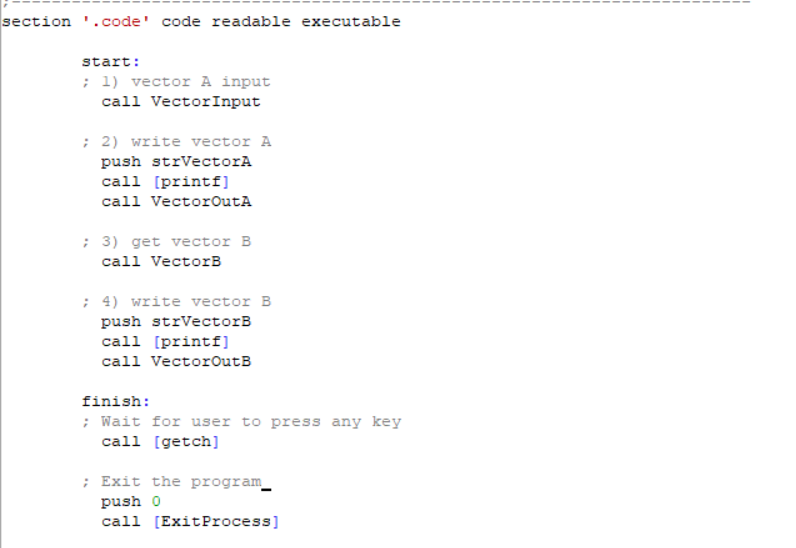 ;--------------------------------------------------------------------------
section '.code' code readable executable
start:
; 1) vector A input
call VectorInput
; 2) write vector A
push strVectorA
call [printf]
call VectorOutA
; 3) get vector B
call VectorB
; 4) write vector B
push strVectorB
call [printf]
call VectorOutB
finish:
; Wait for user to press any key
call [getch]
; Exit the program
push 0
call [ExitProcess]